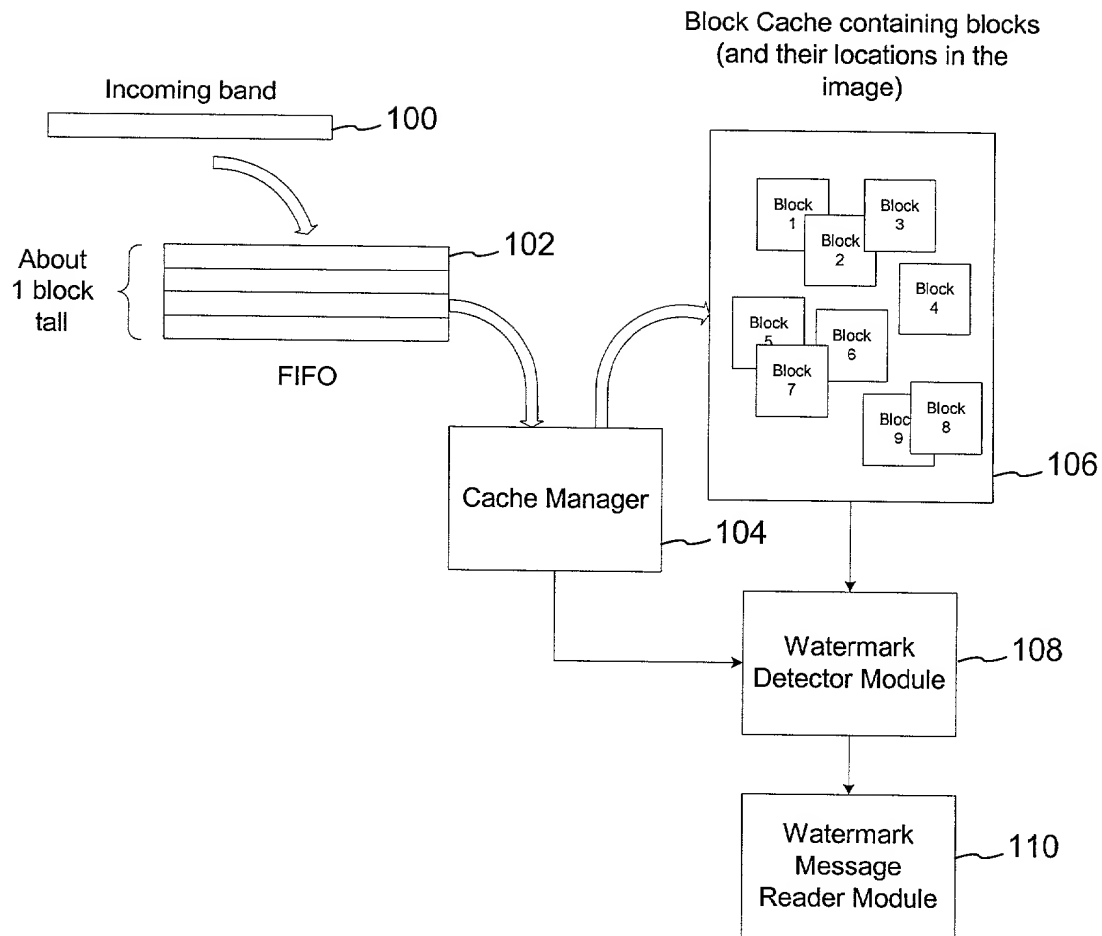 Block Cache containing blocks
(and their locations in the
image)
Incoming band
100
102
About
1 block
tall
FIFO
Block
1
Block
2
Block
3
Block
4
Block
5
Block
6
Block
7
Block
8
Bloc
9
106
Cache Manager
104
Watermark
Detector Module
108
Watermark
Message
Reader Module
110